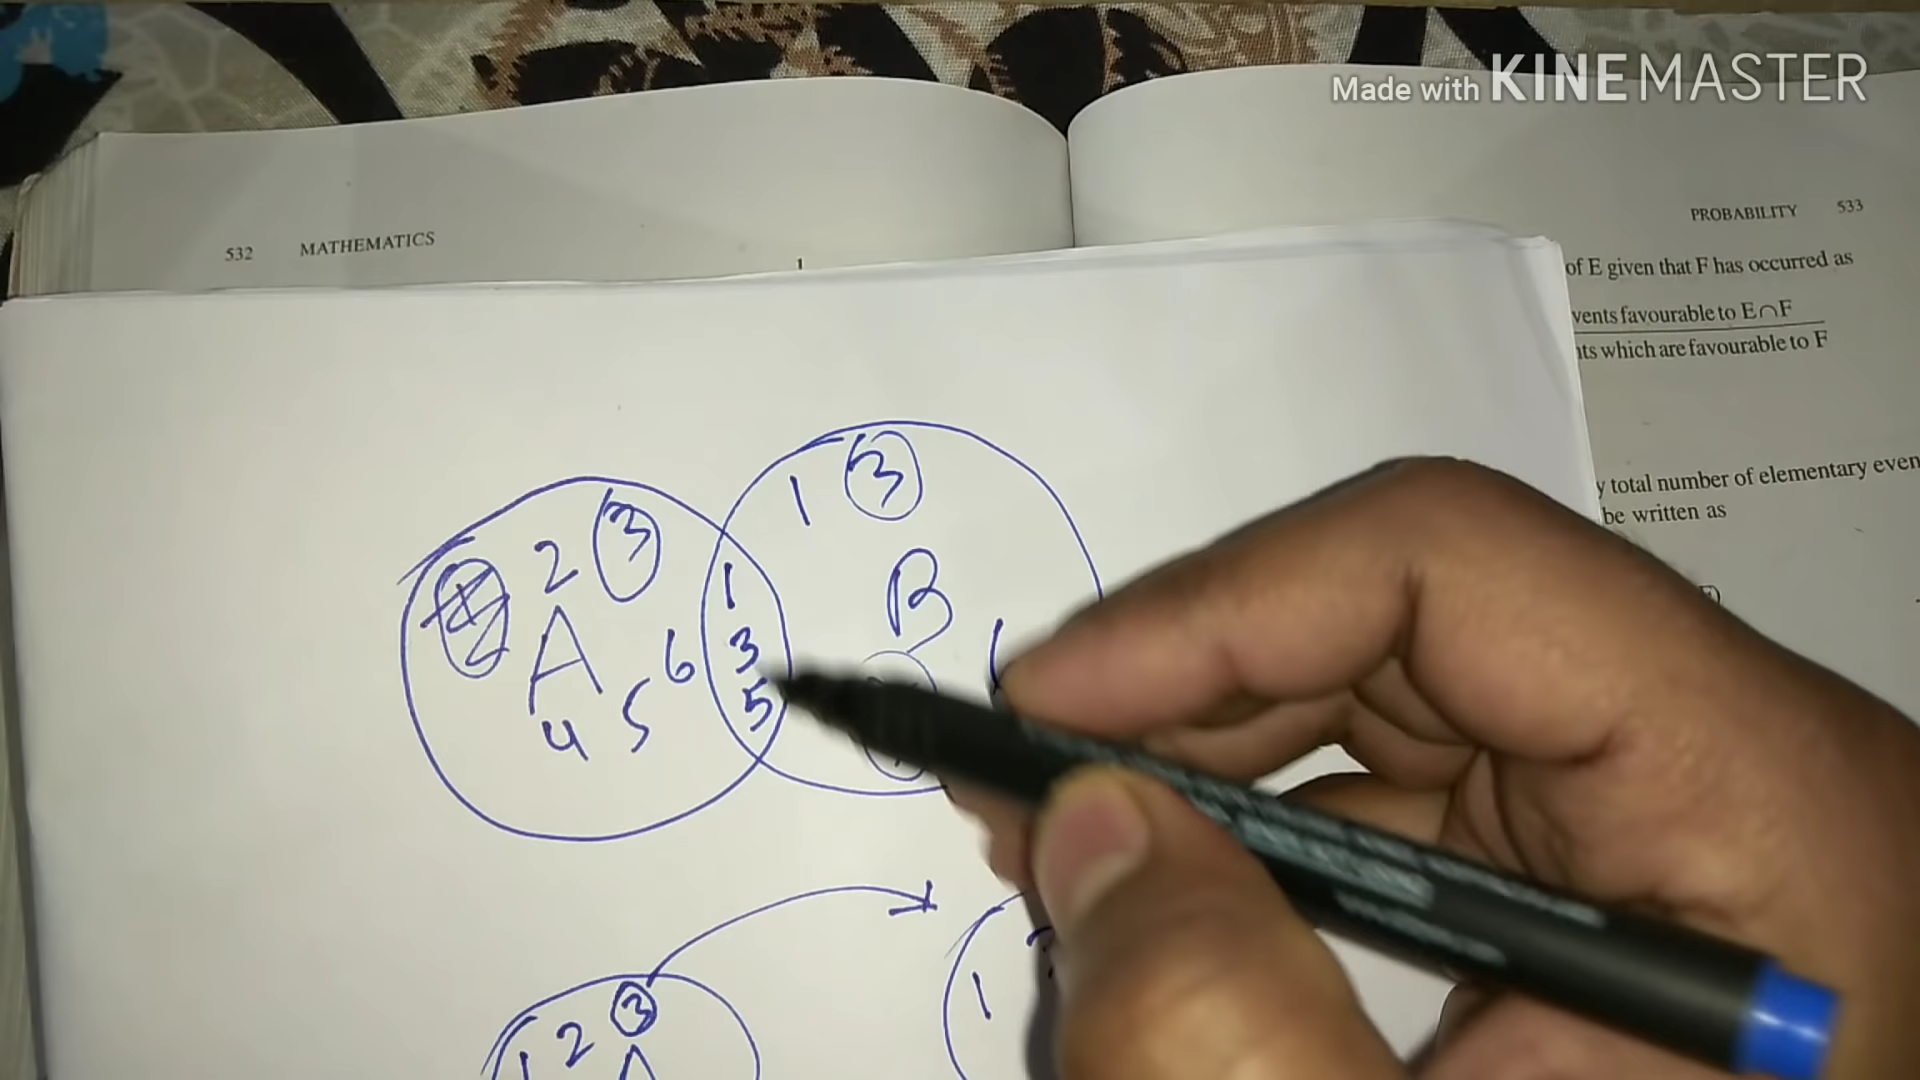 Made with KINEMASTER
532 MATHEMATICS
PROBABILITY 533
of E given that F has occurred as
vents favourable to E∩F
ts which are favourable to F
y total number of elementary even
be written as
1 3
2 3
1
B
A
6
3
5
4 5
3
1 2
A
1